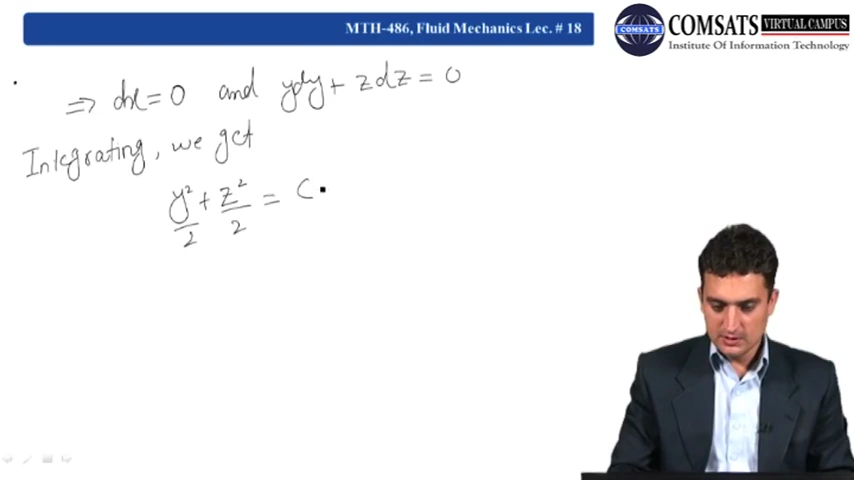 MTH-486, Fluid Mechanics Lec. # 18
COMSATS
COMSATS VIRTUAL CAMPUS
Institute Of Information Technology
⇒ dx = 0 and ydy + zdz = 0
Integrating, we get
y²/2 + z²/2 = C